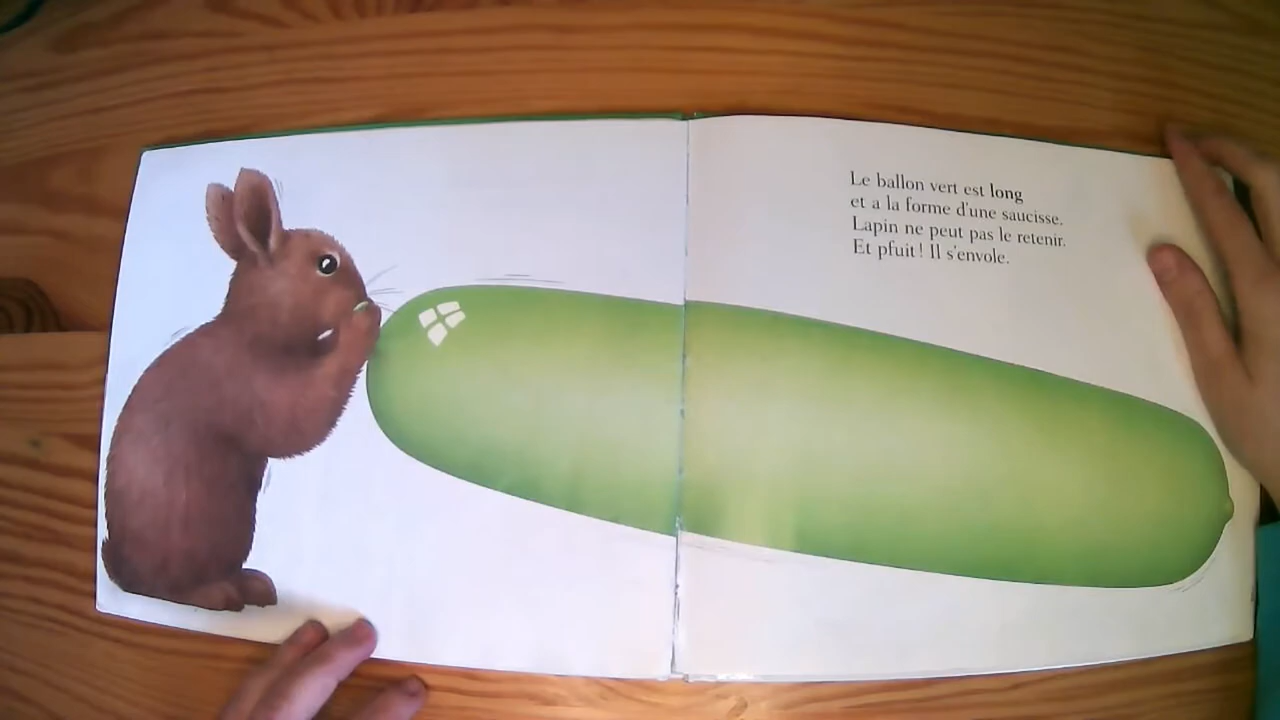 Le ballon vert est long
et a la forme d'une saucisse.
Lapin ne peut pas le retenir.
Et pfuit ! Il s'envole.